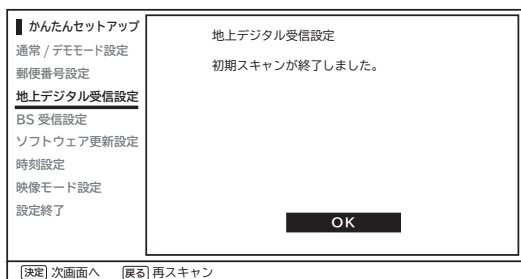 かんたんセットアップ
通常 / デモモード設定
郵便番号設定
地上デジタル受信設定
BS 受信設定
ソフトウェア更新設定
時刻設定
映像モード設定
設定終了
地上デジタル受信設定
初期スキャンが終了しました。
OK
決定 次画面へ 戻る 再スキャン